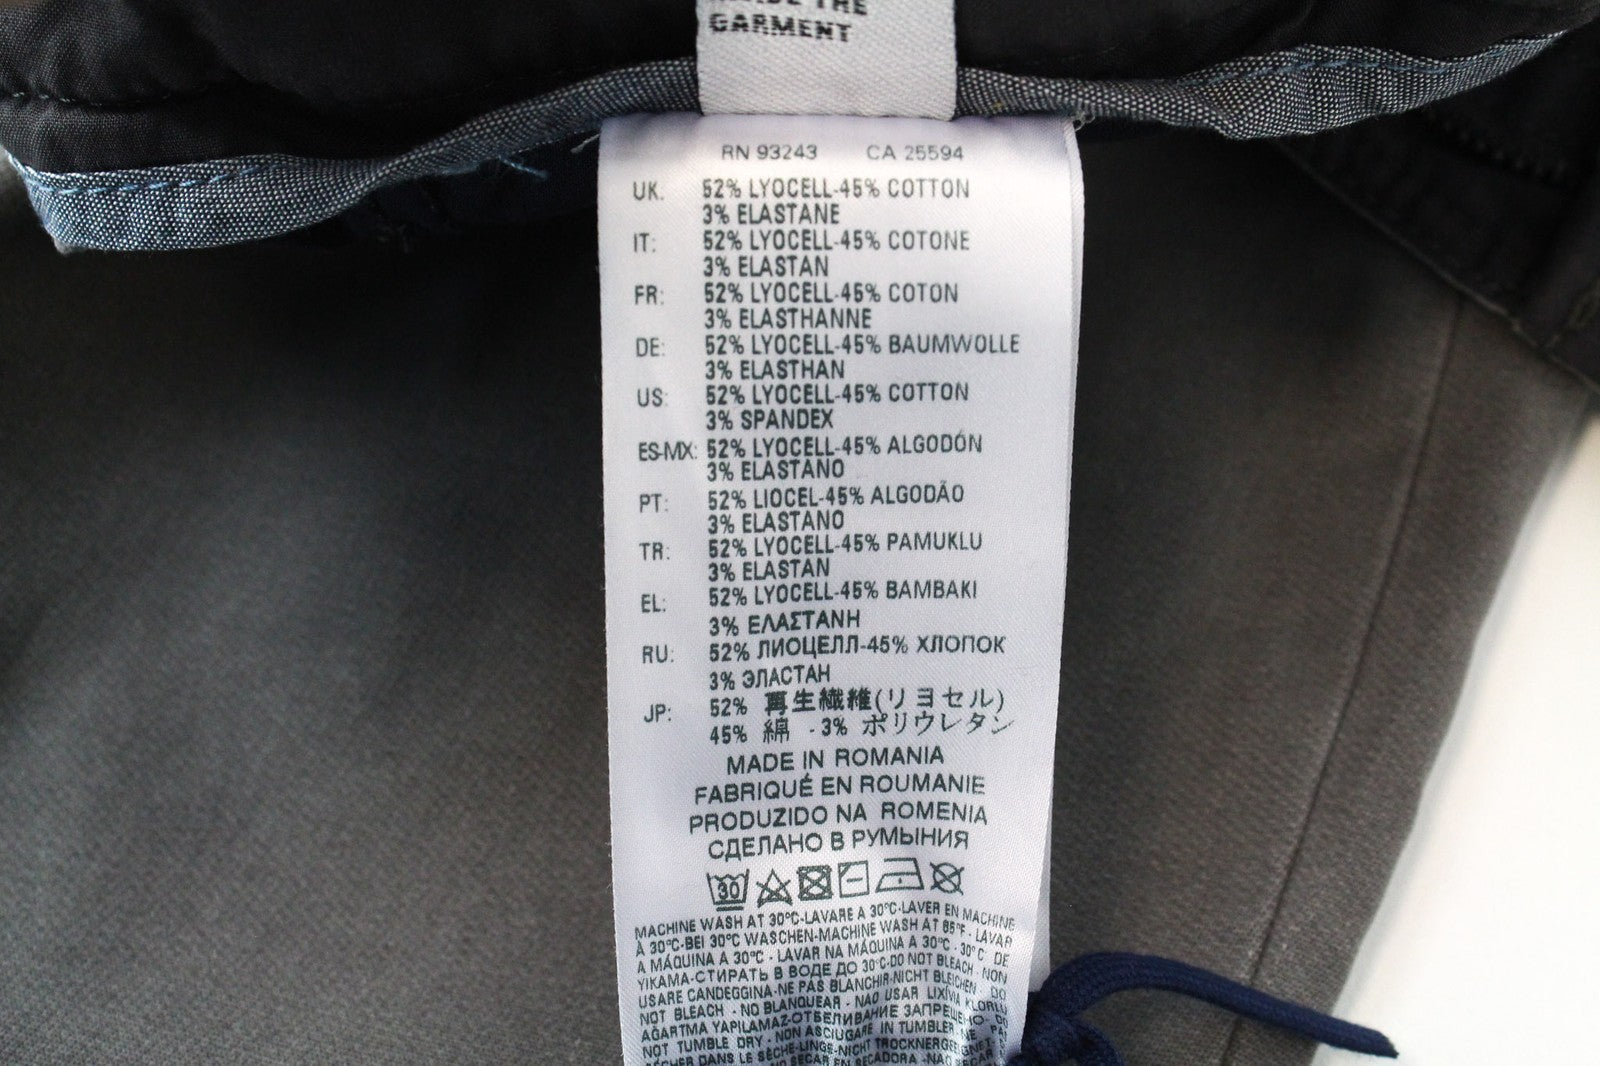 GARMENT
RN 93243 CA 25594
UK: 52% LYOCELL-45% COTTON
3% ELASTANE
IT: 52% LYOCELL-45% COTONE
3% ELASTAN
FR: 52% LYOCELL-45% COTON
3% ELASTHANNE
DE: 52% LYOCELL-45% BAUMWOLLE
3% ELASTHAN
US: 52% LYOCELL-45% COTTON
3% SPANDEX
ES-MX: 52% LYOCELL-45% ALGODÓN
3% ELASTANO
PT: 52% LIOCEL-45% ALGODÃO
3% ELASTANO
TR: 52% LYOCELL-45% PAMUKLU
3% ELASTAN
EL: 52% LYOCELL-45% BAMBAKI
3% ΕΛΑΣΤΑΝΗ
RU: 52% ЛИОЦЕЛЛ-45% ХЛОПОК
3% ЭЛАСТАН
JP: 52% 再生繊維(リヨセル)
45% 綿 - 3% ポリウレタン
MADE IN ROMANIA
FABRIQUÉ EN ROUMANIE
PRODUZIDO NA ROMENIA
СДЕЛАНО В РУМЫНИЯ
30
MACHINE WASH AT 30°C-LAVARE A 30°C-LAVER EN MACHINE
À 30°C-BEI 30°C WASCHEN-MACHINE WASH AT 85°F - LAVAR
A MÁQUINA A 30°C - LAVAR NA MÁQUINA A 30°C - 30°C DE
YIKAMA-СТИРАТЬ В ВОДЕ ДО 30°C-DO NOT BLEACH - NON
USARE CANDEGGINA-NE PAS BLANCHIR-NICHT BLEICHEN - DO
NOT BLEACH - NO BLANQUEAR - NAO USAR LIXÍVIA
AĞARTMA YAPILAMAZ-ОТБЕЛИВАНИЕ ЗАПРЕЩЕНО- DO
NOT TUMBLE DRY - NON ASCIUGARE IN TUMBLER NE PAS
SÉCHER DANS LE SÈCHE-LINGE-NICHT
NO SECAR EN SECADORA -NAO SECAR